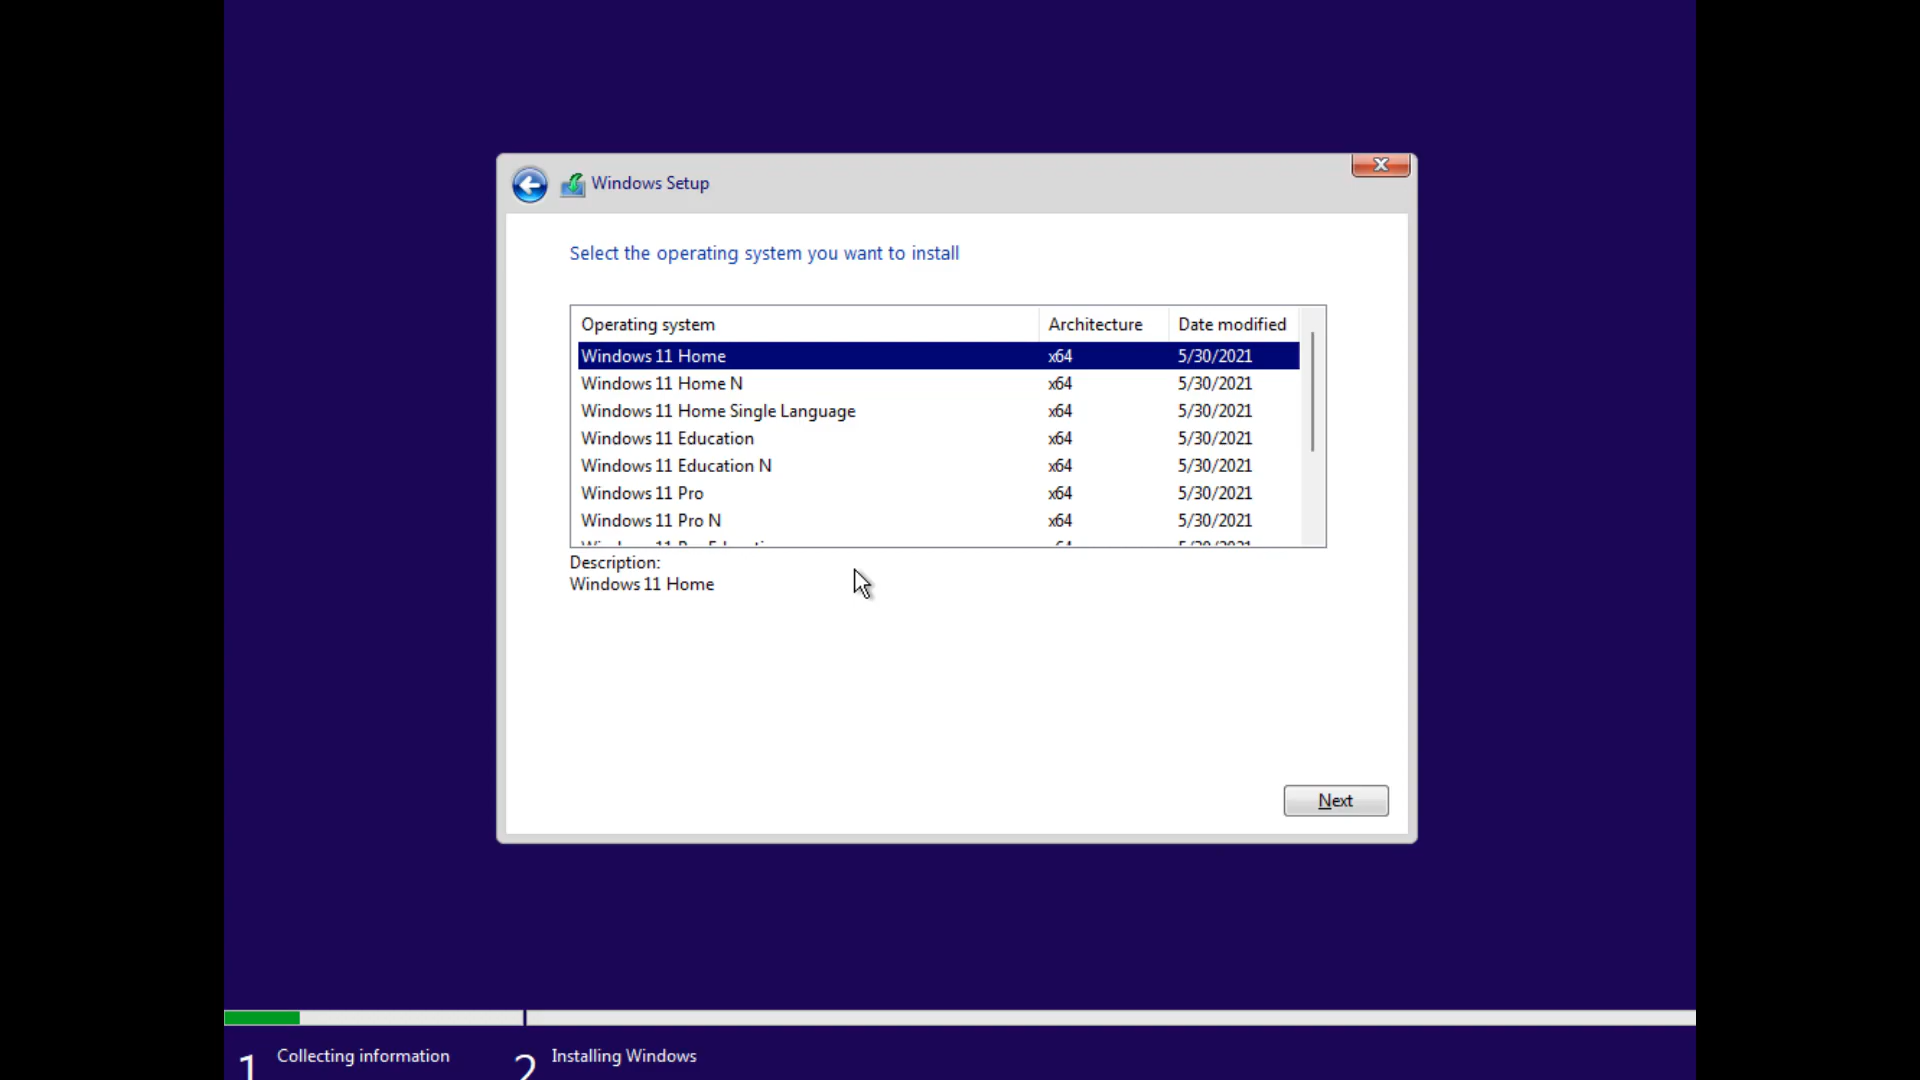 Windows Setup
Select the operating system you want to install
Operating system Architecture Date modified
Windows 11 Home x64 5/30/2021
Windows 11 Home N x64 5/30/2021
Windows 11 Home Single Language x64 5/30/2021
Windows 11 Education x64 5/30/2021
Windows 11 Education N x64 5/30/2021
Windows 11 Pro x64 5/30/2021
Windows 11 Pro N x64 5/30/2021
Description:
Windows 11 Home
Next
1 Collecting information 2 Installing Windows